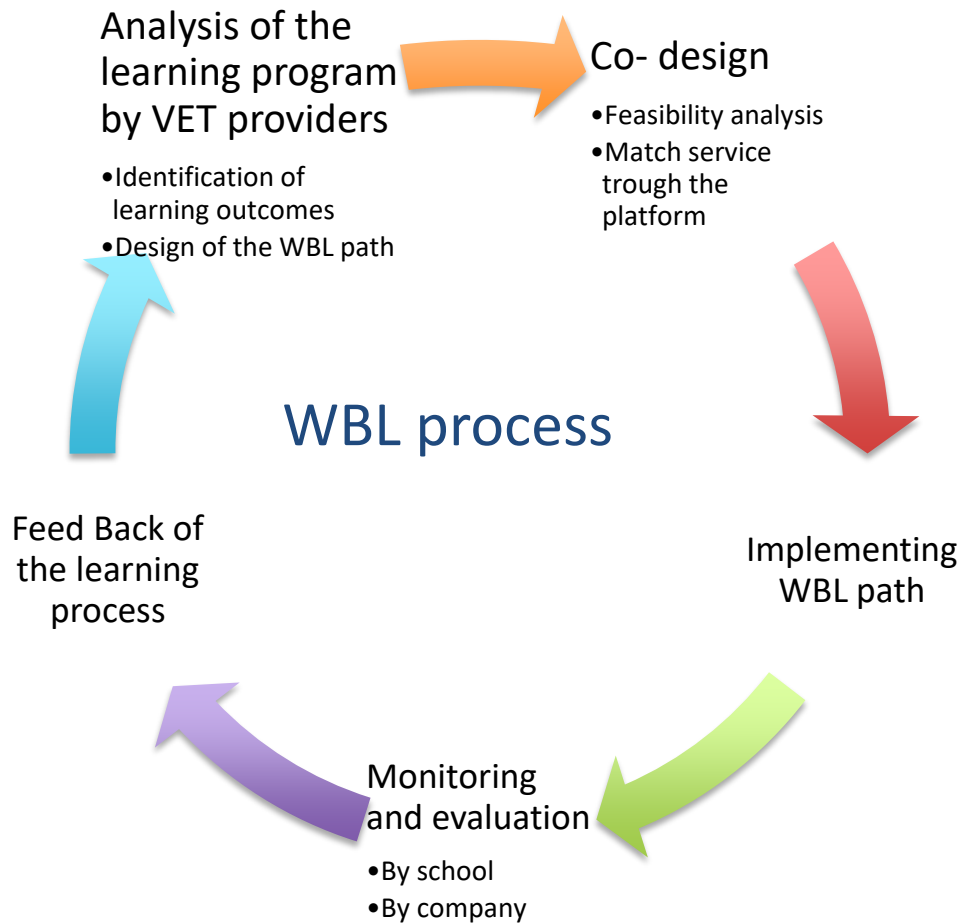 Analysis of the
learning program
by VET providers
•Identification of
learning outcomes
•Design of the WBL path
Co- design
•Feasibility analysis
•Match service
trough the
platform
WBL process
Implementing
WBL path
Monitoring
and evaluation
•By school
•By company
Feed Back of
the learning
process